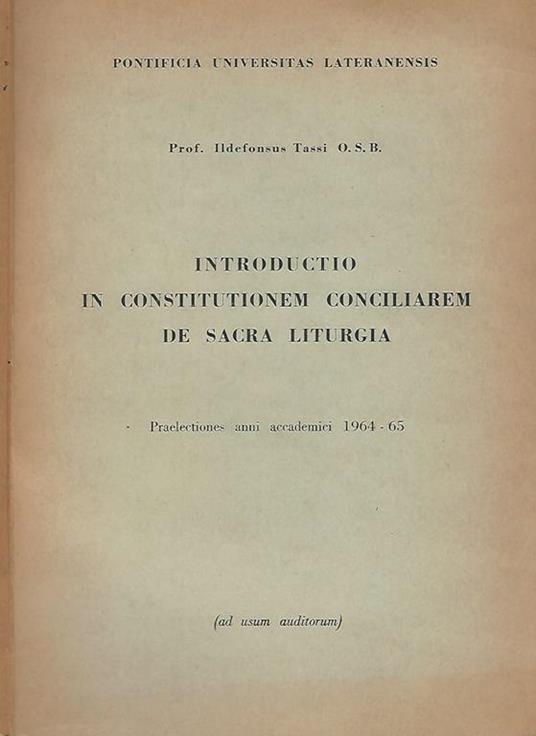 PONTIFICIA UNIVERSITAS LATERANENSIS
Prof. Ildefonsus Tassi O. S. B.
INTRODUCTIO
IN CONSTITUTIONEM CONCILIAREM
DE SACRA LITURGIA
Praelectiones anni accademici 1964 - 65
(ad usum auditorum)